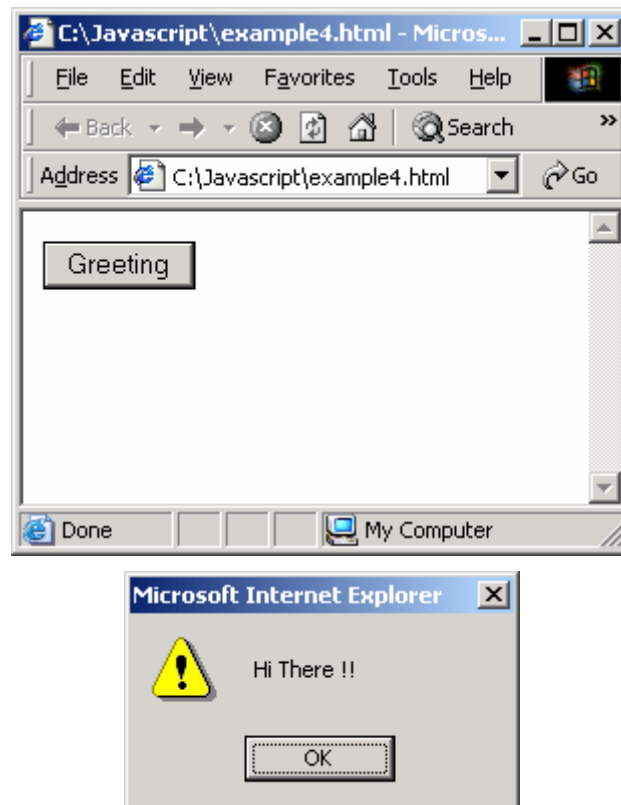 C:\Javascript\example4.html - Micros...
File Edit View Favorites Tools Help
Back Search »
Address C:\Javascript\example4.html Go
Greeting
Done My Computer
Microsoft Internet Explorer
Hi There !!
OK